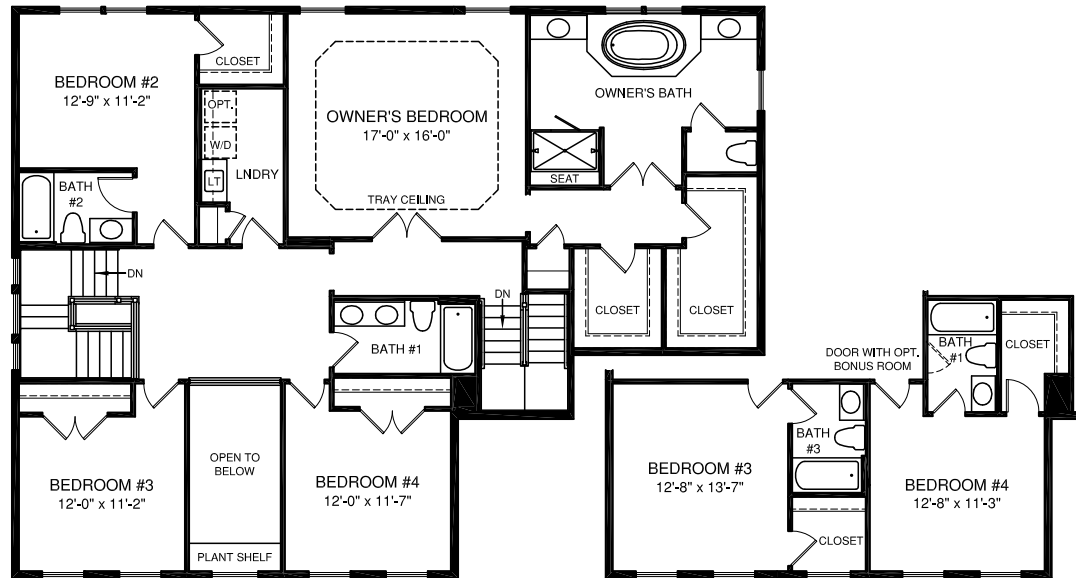 BEDROOM #2
12'-9" x 11'-2"
CLOSET
OPT.
W/D
LT
LNDRY
BATH
#2
OWNER'S BEDROOM
17'-0" x 16'-0"
TRAY CEILING
OWNER'S BATH
SEAT
CLOSET
CLOSET
DN
DN
BATH #1
BEDROOM #3
12'-0" x 11'-2"
OPEN TO
BELOW
PLANT SHELF
BEDROOM #4
12'-0" x 11'-7"
DOOR WITH OPT.
BONUS ROOM
BATH
#1
CLOSET
BEDROOM #3
12'-8" x 13'-7"
BATH
#3
CLOSET
BEDROOM #4
12'-8" x 11'-3"